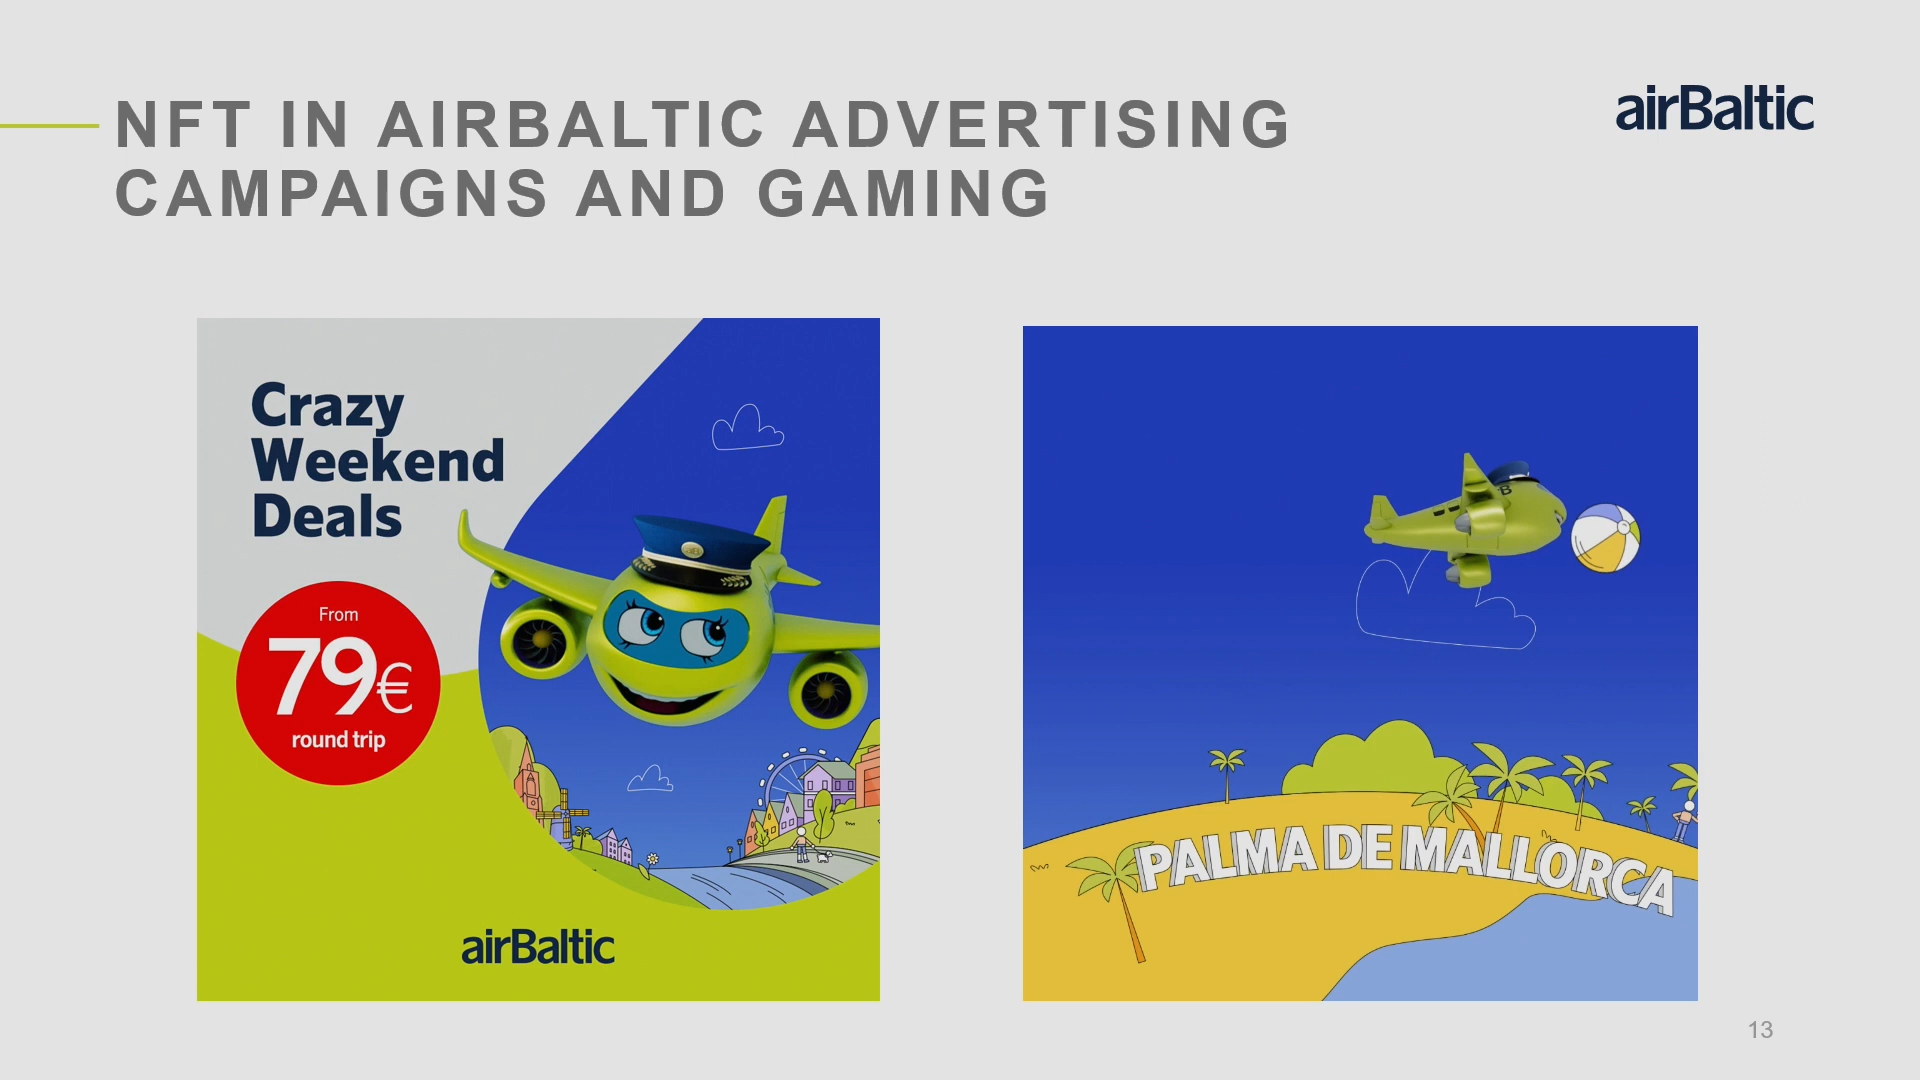 NFT IN AIRBALTIC ADVERTISING
CAMPAIGNS AND GAMING
airBaltic
Crazy
Weekend
Deals
From
79€
round trip
aB
airBaltic
B
PALMA DE MALLORCA
13